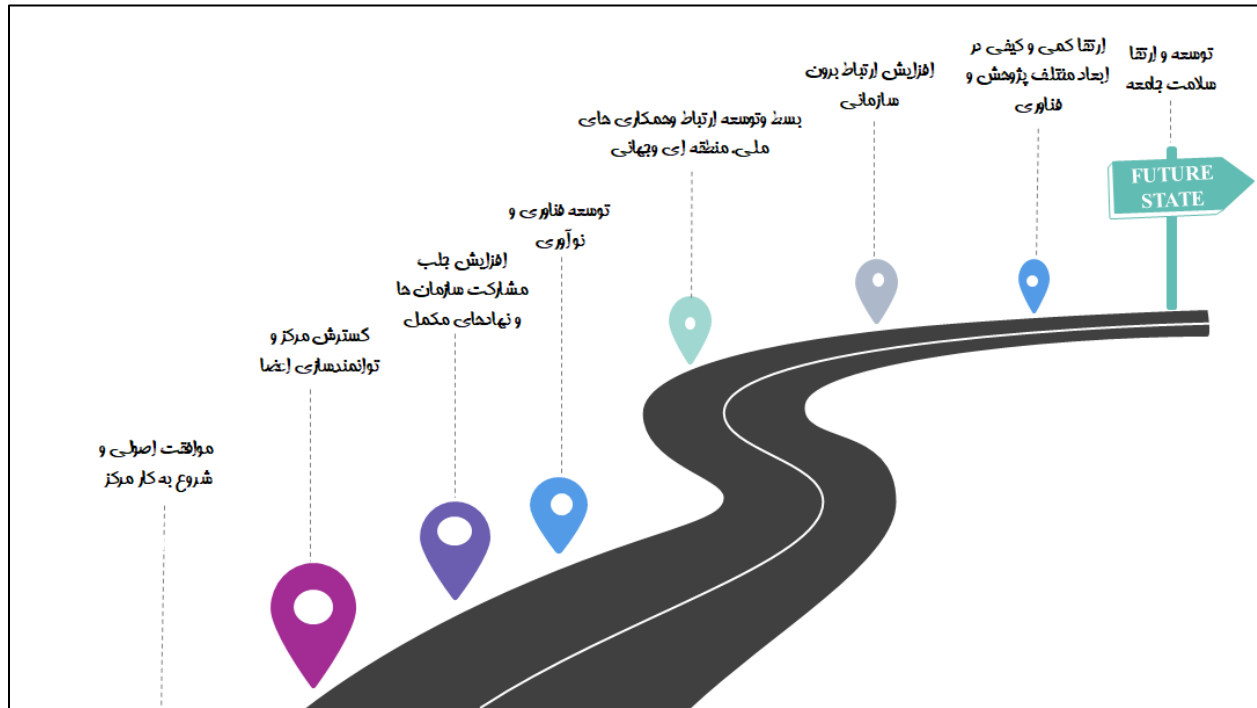 موافقت اصولی و
شروع به کار مرکز
گسترش مرکز و
توانمندسازی اعضا
افزایش جلب
مشارکت سازمان ها
و نهادهای مکمل
توسعه فناوری و
نوآوری
بسط وتوسعه ارتباط وهمکاری های
ملی، منطقه ای وجهانی
افزایش ارتباط برون
سازمانی
ارتقا کمی و کیفی در
ابعاد مختلف پژوهش و
فناوری
توسعه و ارتقا
سلامت جامعه
FUTURE
STATE